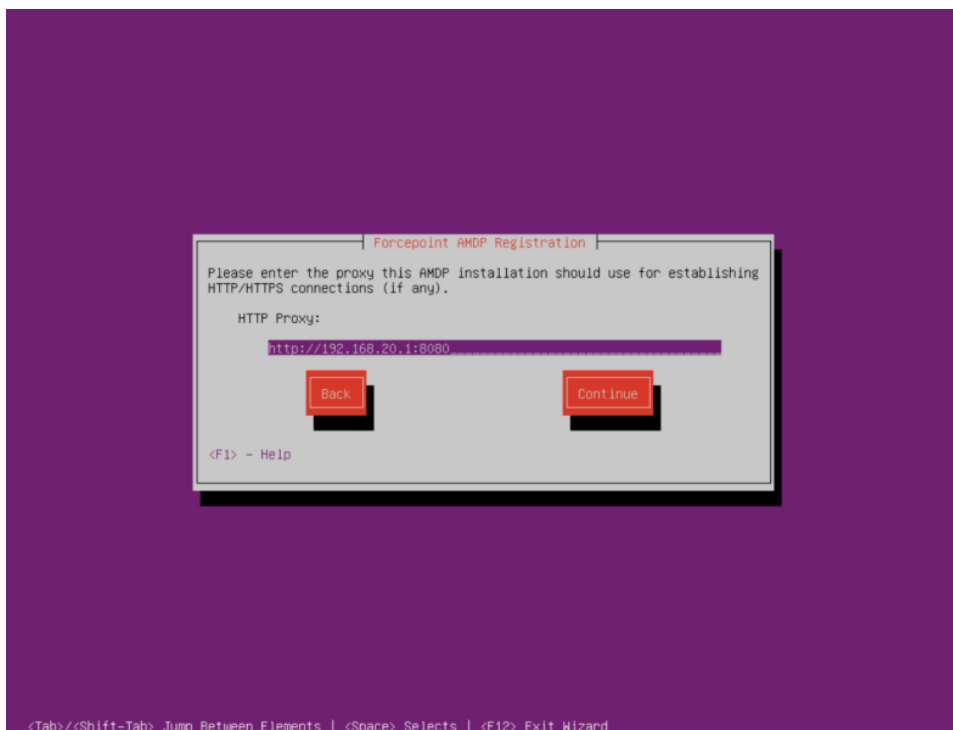 Forcepoint AMDP Registration
Please enter the proxy this AMDP installation should use for establishing
HTTP/HTTPS connections (if any).
HTTP Proxy:
http://192.168.20.1:8080
Back
Continue
<F1> - Help
<Tab>/<Shift-Tab> Jump Between Elements | <Space> Selects | <F12> Exit Wizard